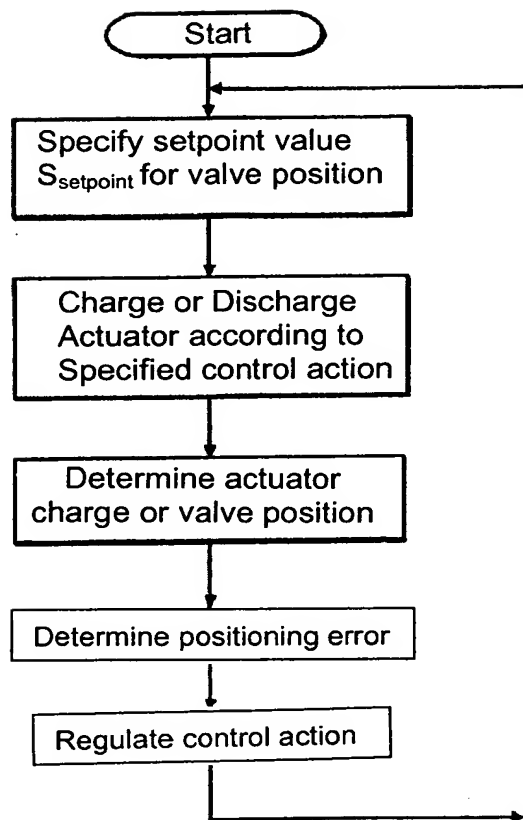 Start
Specify setpoint value
Ssetpoint for valve position
Charge or Discharge
Actuator according to
Specified control action
Determine actuator
charge or valve position
Determine positioning error
Regulate control action